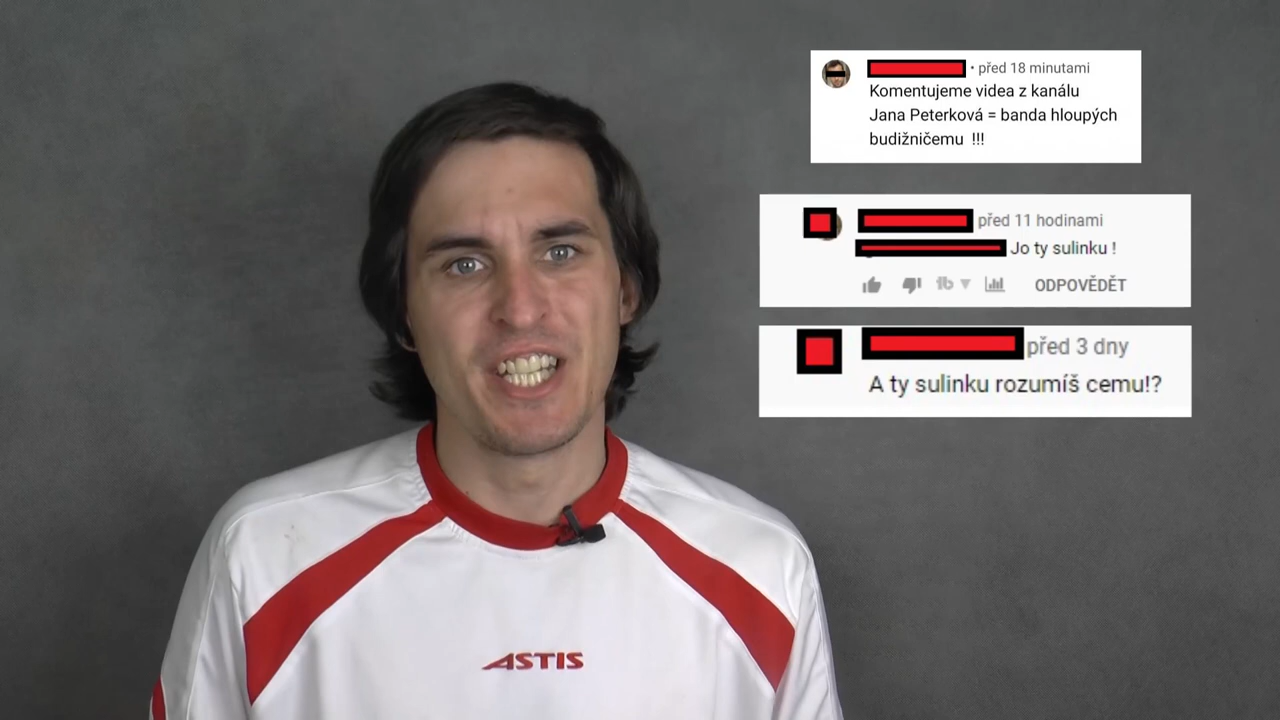 • před 18 minutami
Komentujeme videa z kanálu
Jana Peterková = banda hloupých
budižničemu !!!
před 11 hodinami
Jo ty sulinku !
ODPOVĚDĚT
před 3 dny
A ty sulinku rozumíš cemu!?
ASTIS